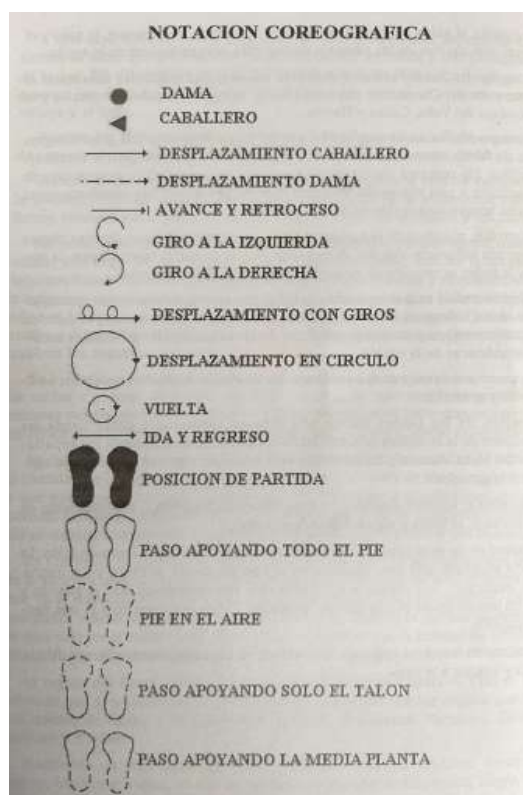 NOTACION COREOGRAFICA
DAMA
CABALLERO
DESPLAZAMIENTO CABALLERO
DESPLAZAMIENTO DAMA
AVANCE Y RETROCESO
GIRO A LA IZQUIERDA
GIRO A LA DERECHA
DESPLAZAMIENTO CON GIROS
DESPLAZAMIENTO EN CIRCULO
VUELTA
IDA Y REGRESO
POSICION DE PARTIDA
PASO APOYANDO TODO EL PIE
PIE EN EL AIRE
PASO APOYANDO SOLO EL TALON
PASO APOYANDO LA MEDIA PLANTA